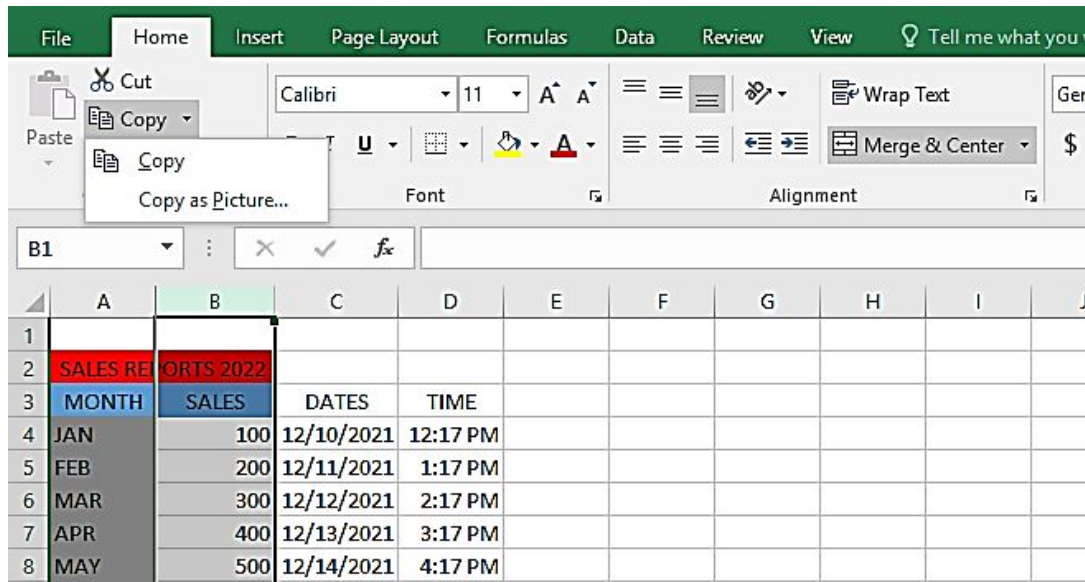 File Home Insert Page Layout Formulas Data Review View Tell me what you
Cut
Copy
Paste
Calibri 11 A A
Wrap Text
Ger
U A
Merge & Center $
Copy
Copy as Picture...
Font
Alignment
B1 fx
A B C D E F G H I
1
2 SALES REPORTS 2022
3 MONTH SALES DATES TIME
4 JAN 100 12/10/2021 12:17 PM
5 FEB 200 12/11/2021 1:17 PM
6 MAR 300 12/12/2021 2:17 PM
7 APR 400 12/13/2021 3:17 PM
8 MAY 500 12/14/2021 4:17 PM